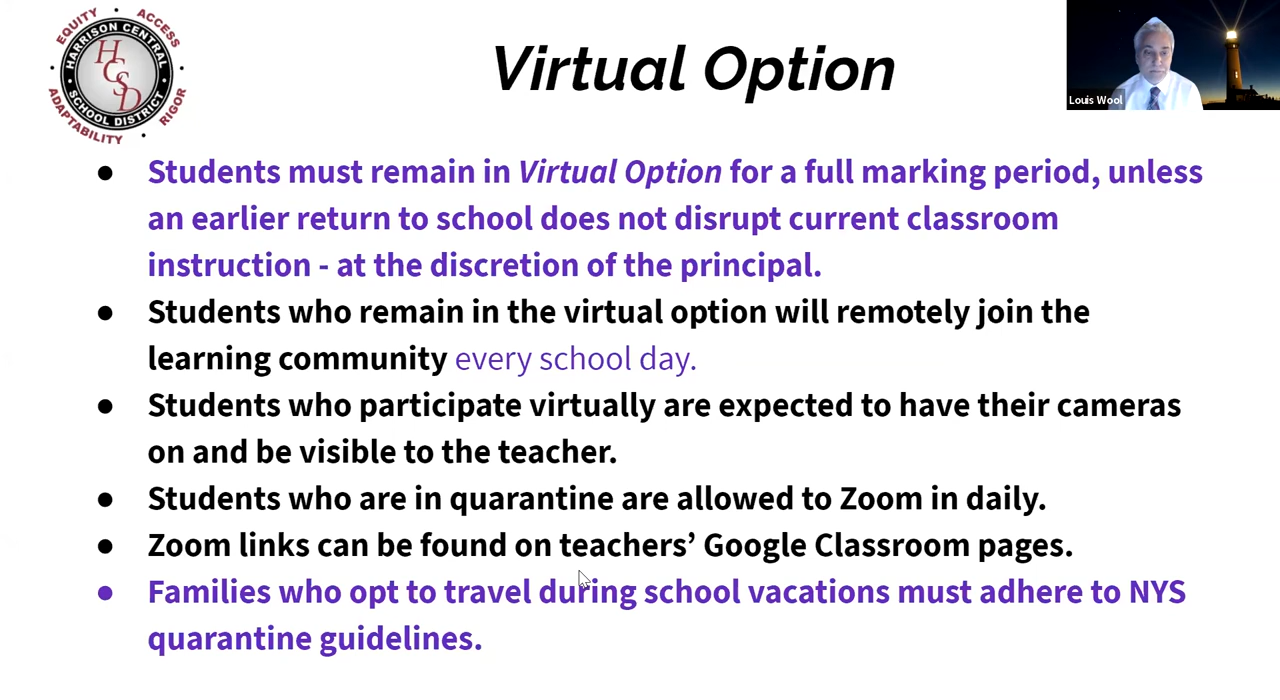 EQUITY ACCESS
HARRISON CENTRAL
HCSD
SCHOOL DISTRICT
ADAPTABILITY RIGOR
Virtual Option
Louis Wool
● Students must remain in Virtual Option for a full marking period, unless
an earlier return to school does not disrupt current classroom
instruction - at the discretion of the principal.
● Students who remain in the virtual option will remotely join the
learning community every school day.
● Students who participate virtually are expected to have their cameras
on and be visible to the teacher.
● Students who are in quarantine are allowed to Zoom in daily.
● Zoom links can be found on teachers’ Google Classroom pages.
● Families who opt to travel during school vacations must adhere to NYS
quarantine guidelines.